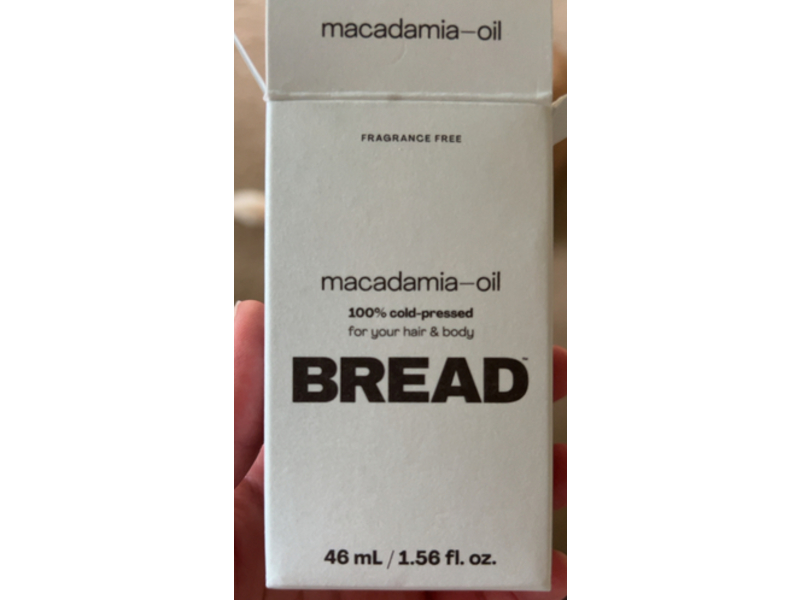 macadamia—oil
FRAGRANCE FREE
macadamia—oil
100% cold-pressed
for your hair & body
BREAD™
46 mL / 1.56 fl. oz.